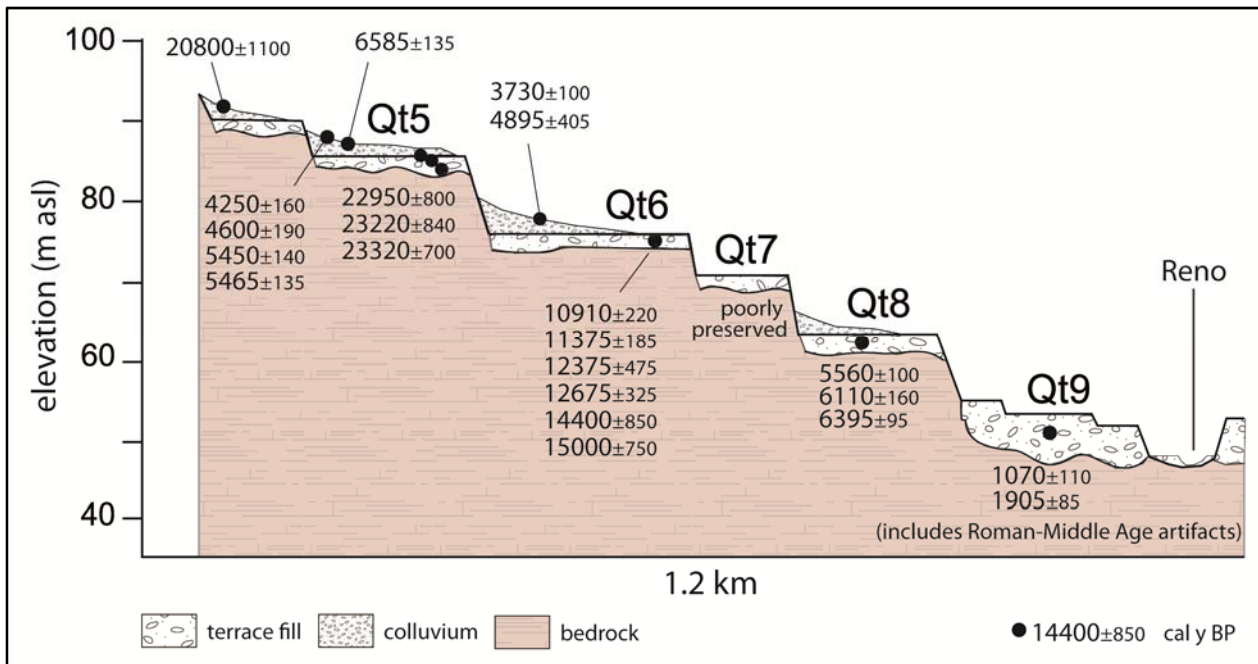 100
80
60
40
elevation (m asl)
20800±1100
6585±135
Qt5
4250±160
4600±190
5450±140
5465±135
22950±800
23220±840
23320±700
3730±100
4895±405
Qt6
10910±220
11375±185
12375±475
12675±325
14400±850
15000±750
Qt7
poorly
preserved
Qt8
5560±100
6110±160
6395±95
Qt9
1070±110
1905±85
(includes Roman-Middle Age artifacts)
Reno
1.2 km
terrace fill
colluvium
bedrock
14400±850 cal y BP